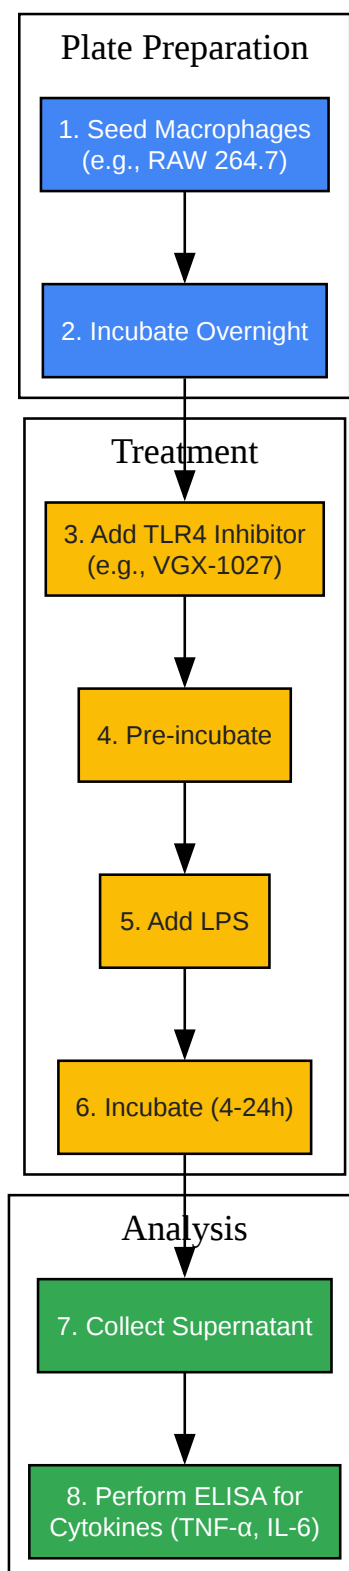 Plate Preparation
1. Seed Macrophages
(e.g., RAW 264.7)
2. Incubate Overnight
Treatment
3. Add TLR4 Inhibitor
(e.g., VGX-1027)
4. Pre-incubate
5. Add LPS
6. Incubate (4-24h)
Analysis
7. Collect Supernatant
8. Perform ELISA for
Cytokines (TNF-α, IL-6)